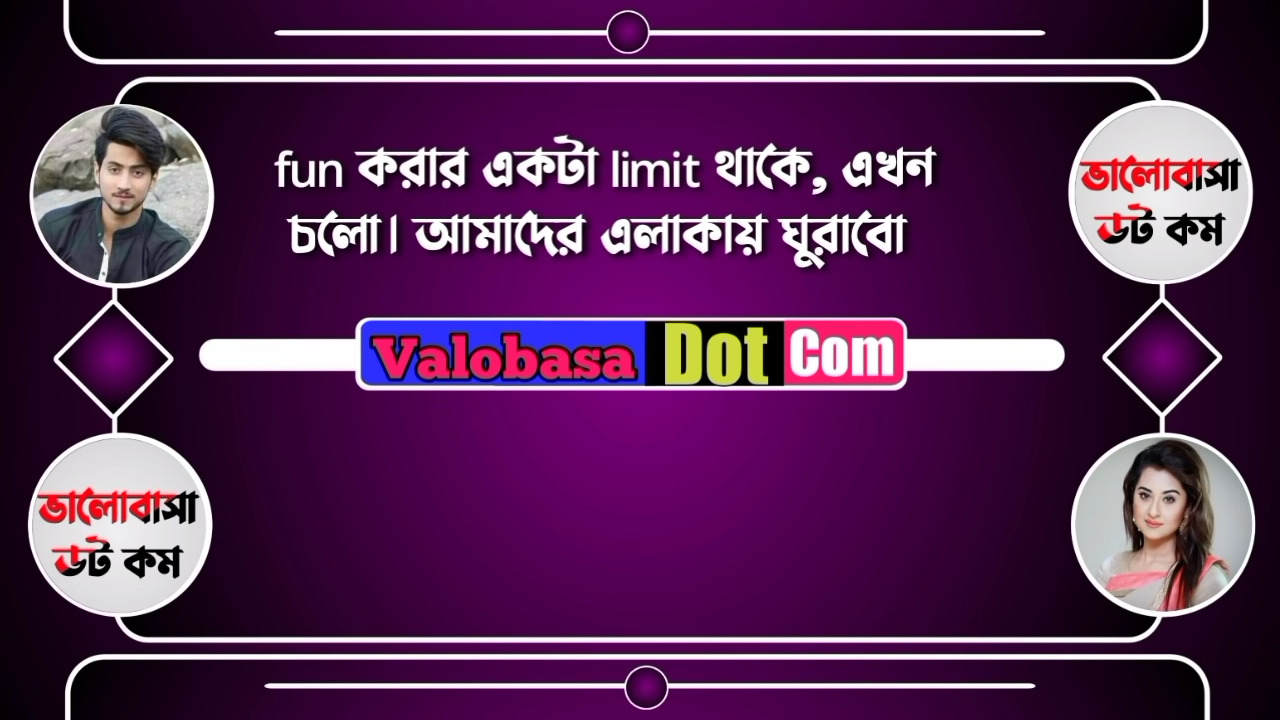 fun করার একটা limit থাকে, এখন
চলো। আমাদের এলাকায় ঘুরাবো
ভালোবাসা
ডট কম
Valobasa Dot Com
ভালোবাসা
ডট কম